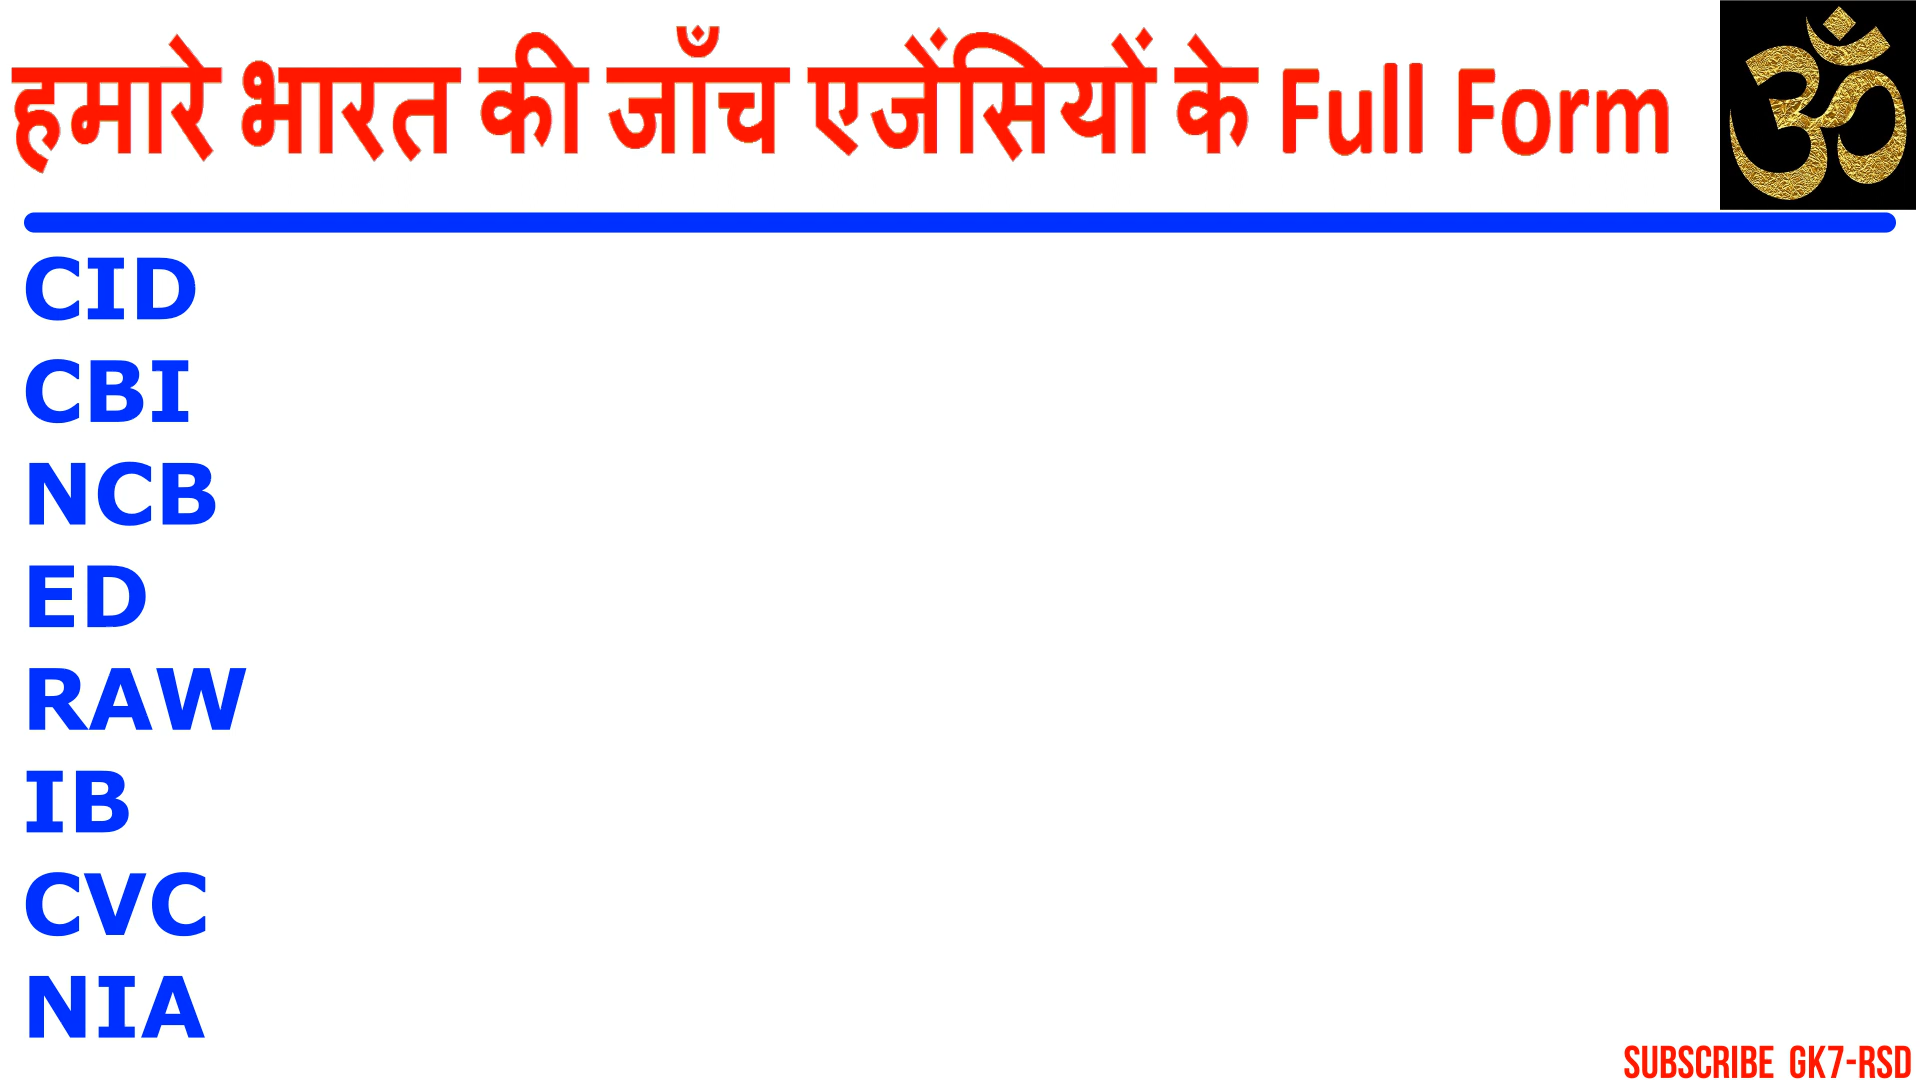 हमारे भारत की जाँच एजेंसियों के Full Form
ॐ
CID
CBI
NCB
ED
RAW
IB
CVC
NIA
SUBSCRIBE GK7-RSD